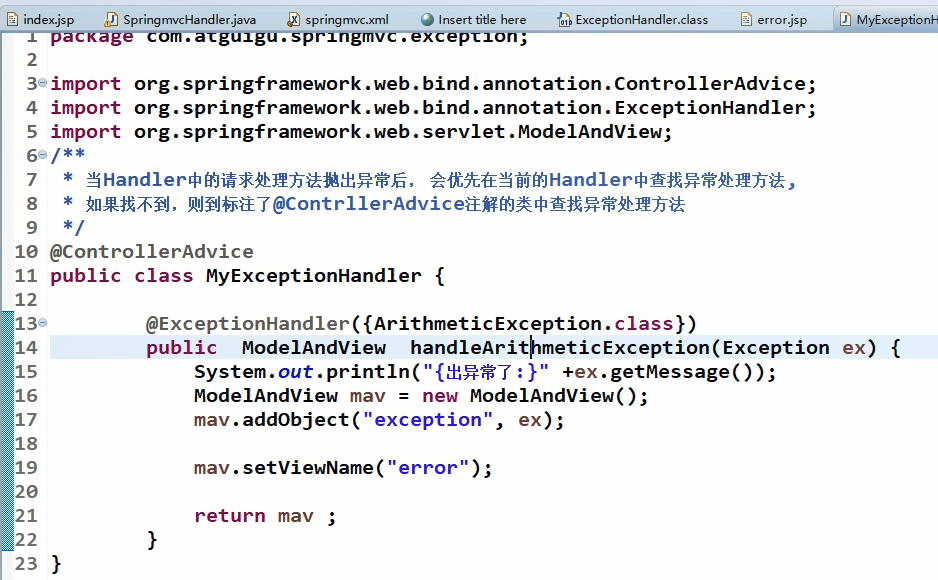 index.jsp SpringmvcHandler.java springmvc.xml Insert title here ExceptionHandler.class error.jsp MyExceptionH
1 package com.atguigu.springmvc.exception;
2
3 import org.springframework.web.bind.annotation.ControllerAdvice;
4 import org.springframework.web.bind.annotation.ExceptionHandler;
5 import org.springframework.web.servlet.ModelAndView;
6 /**
7  * 当Handler中的请求处理方法抛出异常后, 会优先在当前的Handler中查找异常处理方法,
8  * 如果找不到,则到标注了@ContrllerAdvice注解的类中查找异常处理方法
9  */
10 @ControllerAdvice
11 public class MyExceptionHandler {
12
13         @ExceptionHandler({ArithmeticException.class})
14         public  ModelAndView  handleArithmeticException(Exception ex) {
15             System.out.println("{出异常了:}" +ex.getMessage());
16             ModelAndView mav = new ModelAndView();
17             mav.addObject("exception", ex);
18
19             mav.setViewName("error");
20
21             return mav ;
22         }
23 }